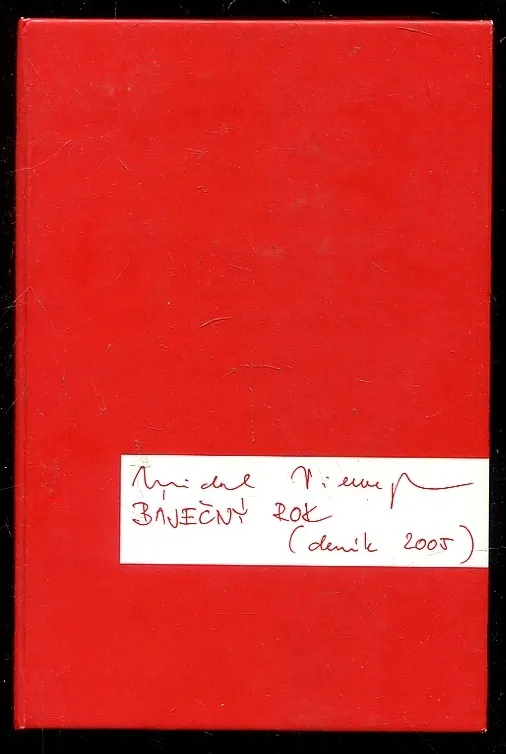 Michal Viewegh
BÁJEČNÝ ROK
(deník 2005)